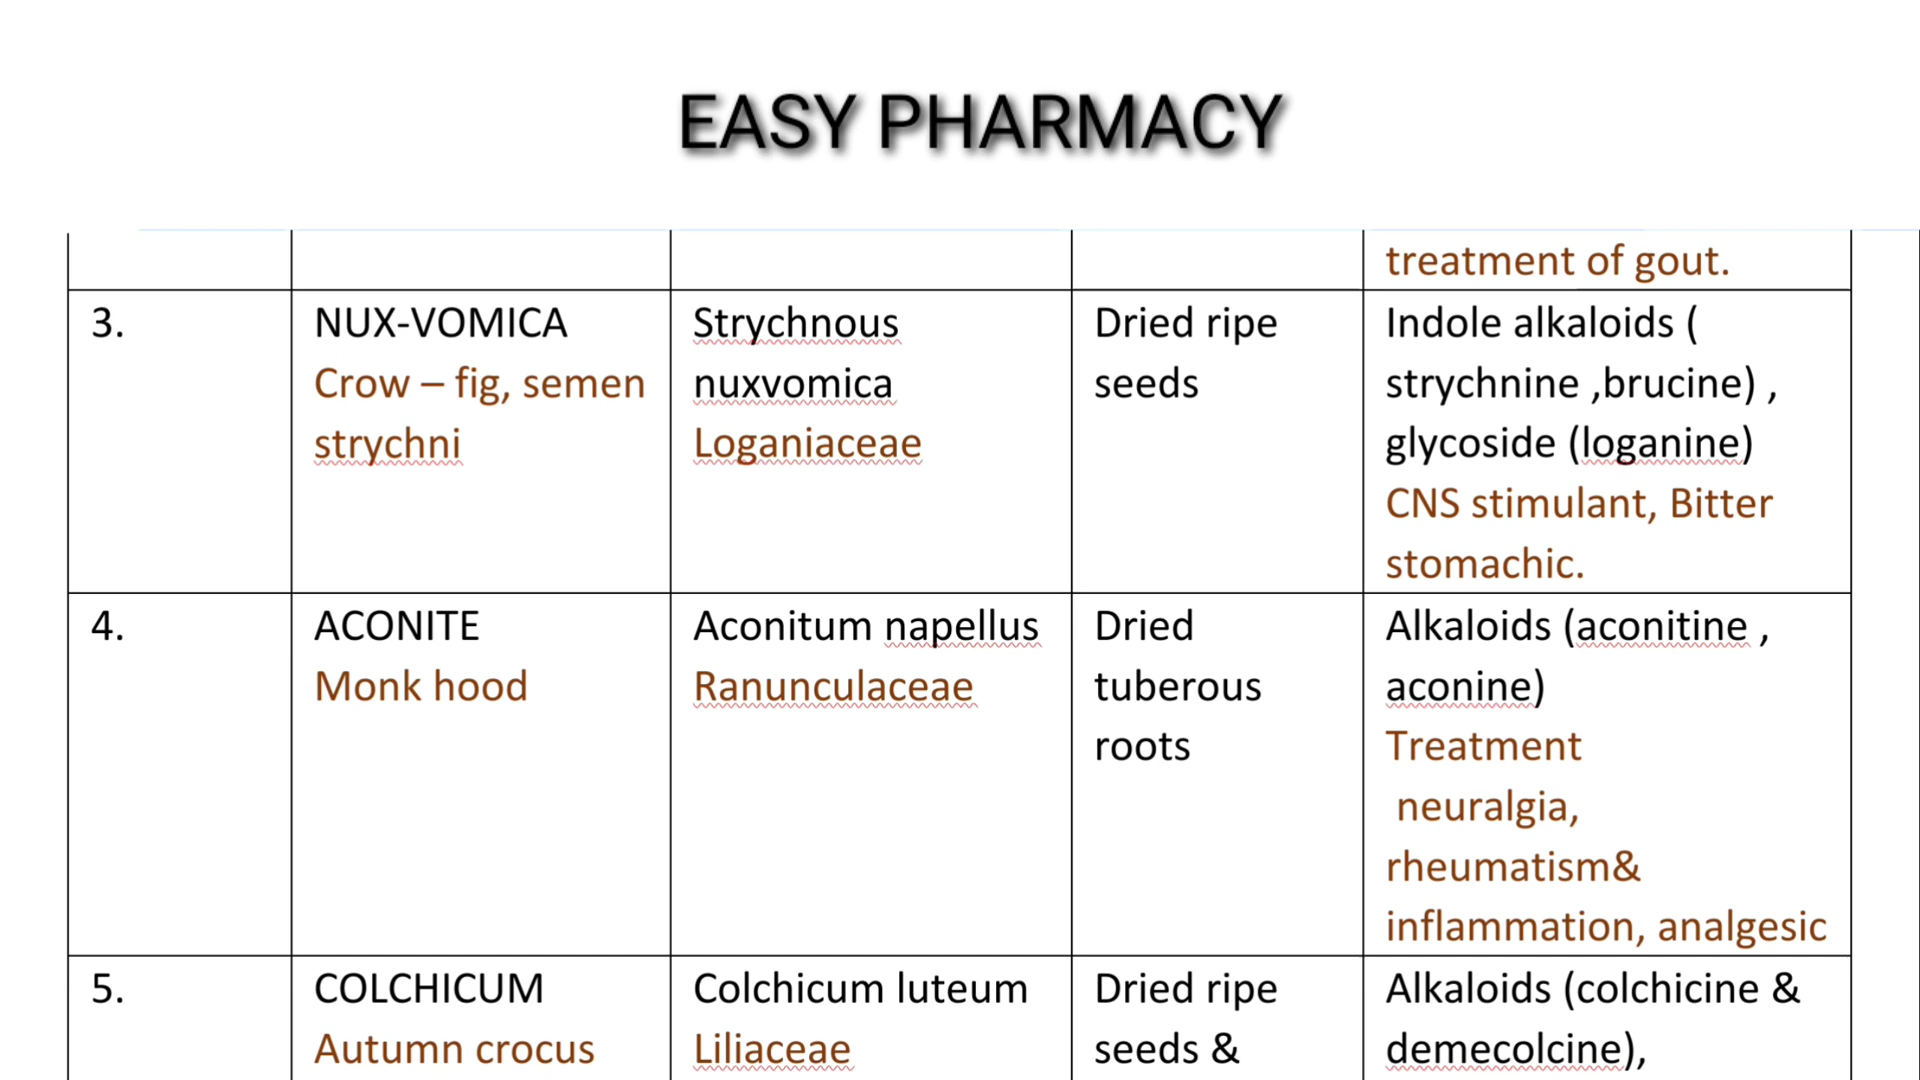 EASY PHARMACY
treatment of gout.
3.
NUX-VOMICA
Crow – fig, semen
strychni
Strychnous
nuxvomica
Loganiaceae
Dried ripe
seeds
Indole alkaloids (
strychnine ,brucine) ,
glycoside (loganine)
CNS stimulant, Bitter
stomachic.
4.
ACONITE
Monk hood
Aconitum napellus
Ranunculaceae
Dried
tuberous
roots
Alkaloids (aconitine ,
aconine)
Treatment
neuralgia,
rheumatism&
inflammation, analgesic
5.
COLCHICUM
Autumn crocus
Colchicum luteum
Liliaceae
Dried ripe
seeds &
Alkaloids (colchicine &
demecolcine),